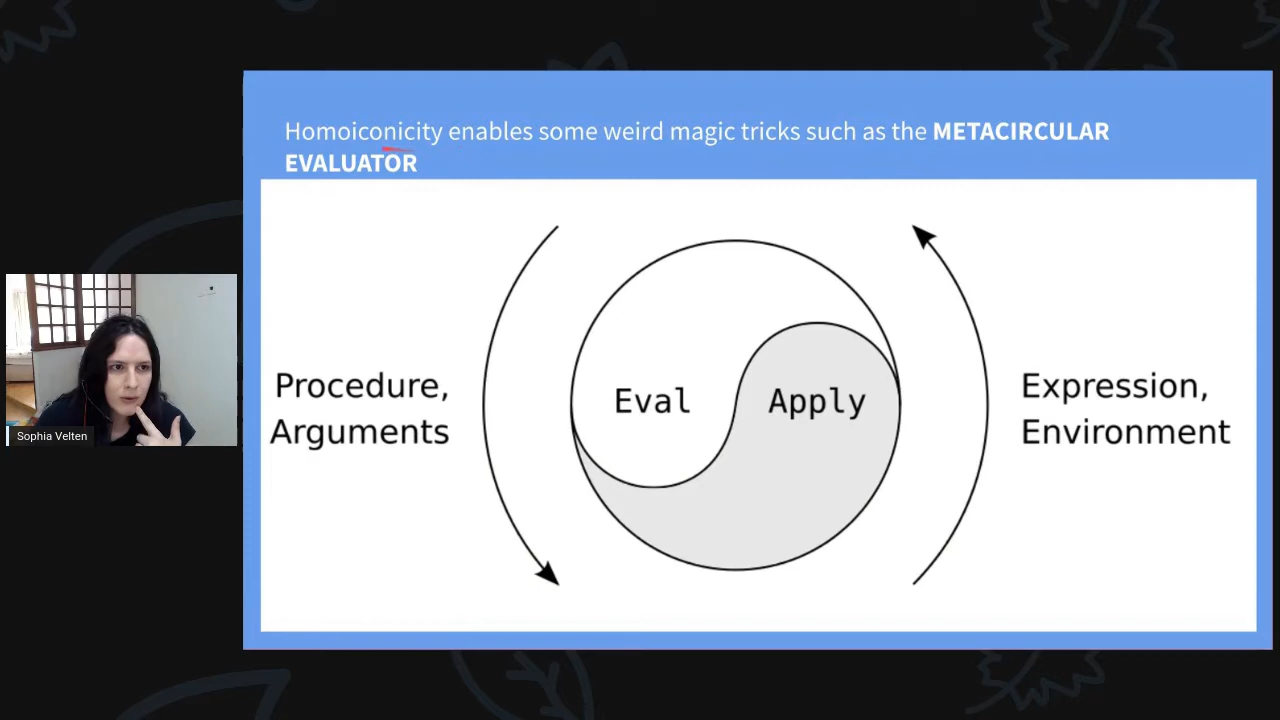 Homoiconicity enables some weird magic tricks such as the METACIRCULAR
EVALUATOR
Procedure,
Arguments
Eval
Apply
Expression,
Environment
Sophia Velten